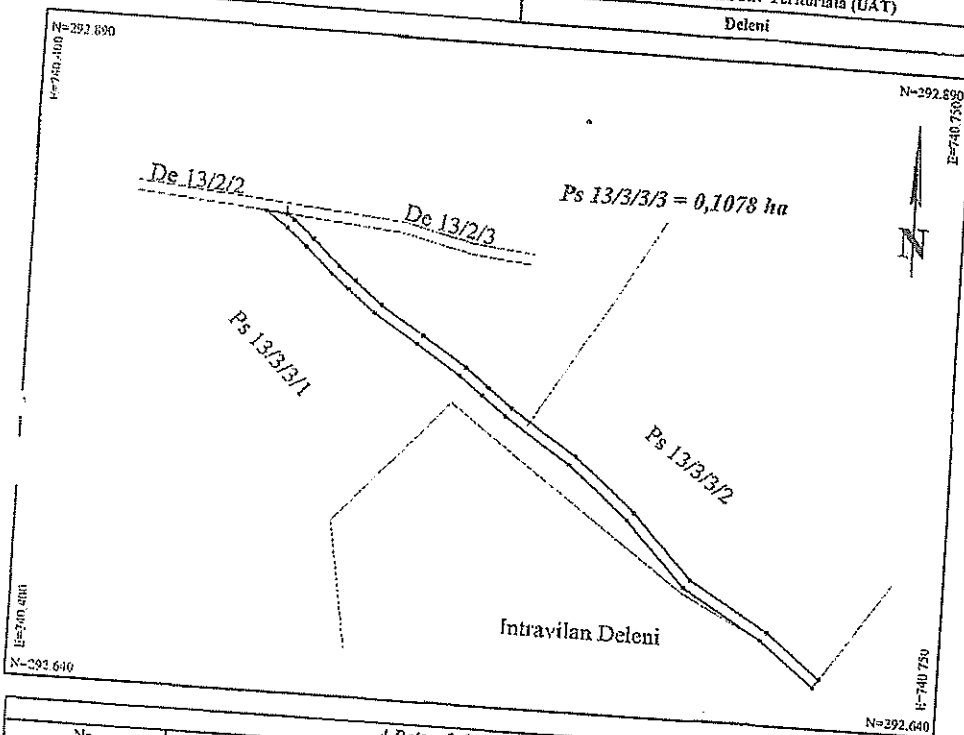 Teritorială (UAT)
Deleni
N=292.890
E=740.400
N=292.890
E=740.750
De 13/2/2
De 13/2/3
Ps 13/3/3/3 = 0,1078 ha
N
Ps 13/3/3/1
Ps 13/3/3/2
Intravilan Deleni
E=740.400
N=292.640
E=740 750
N=292.640